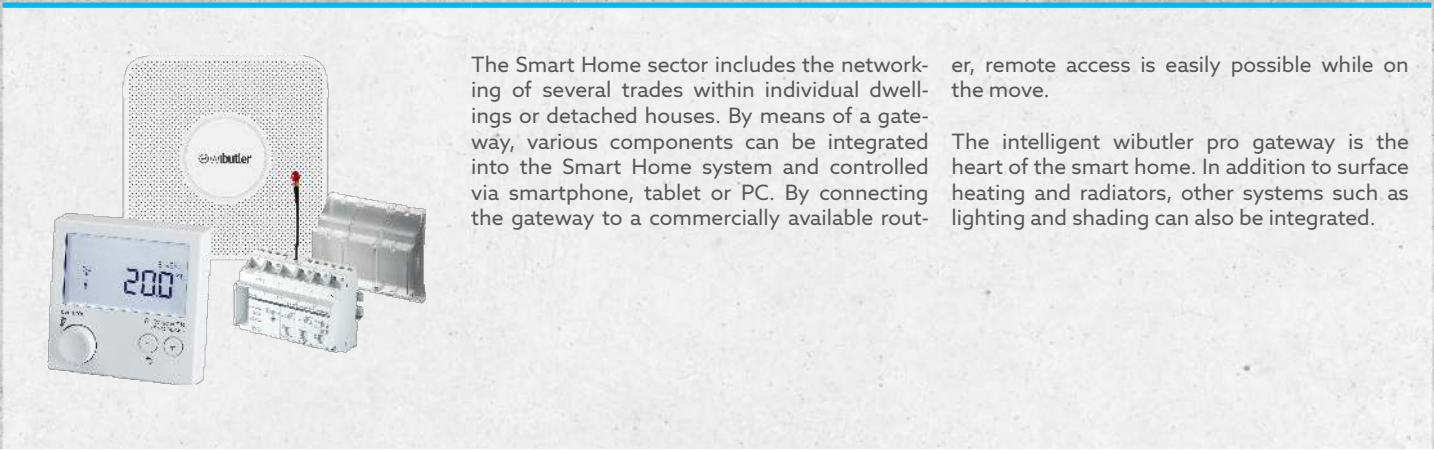 wibutler
20.0
The Smart Home sector includes the network-
ing of several trades within individual dwell-
ings or detached houses. By means of a gate-
way, various components can be integrated
into the Smart Home system and controlled
via smartphone, tablet or PC. By connecting
the gateway to a commercially available rout-
er, remote access is easily possible while on
the move.
The intelligent wibutler pro gateway is the
heart of the smart home. In addition to surface
heating and radiators, other systems such as
lighting and shading can also be integrated.